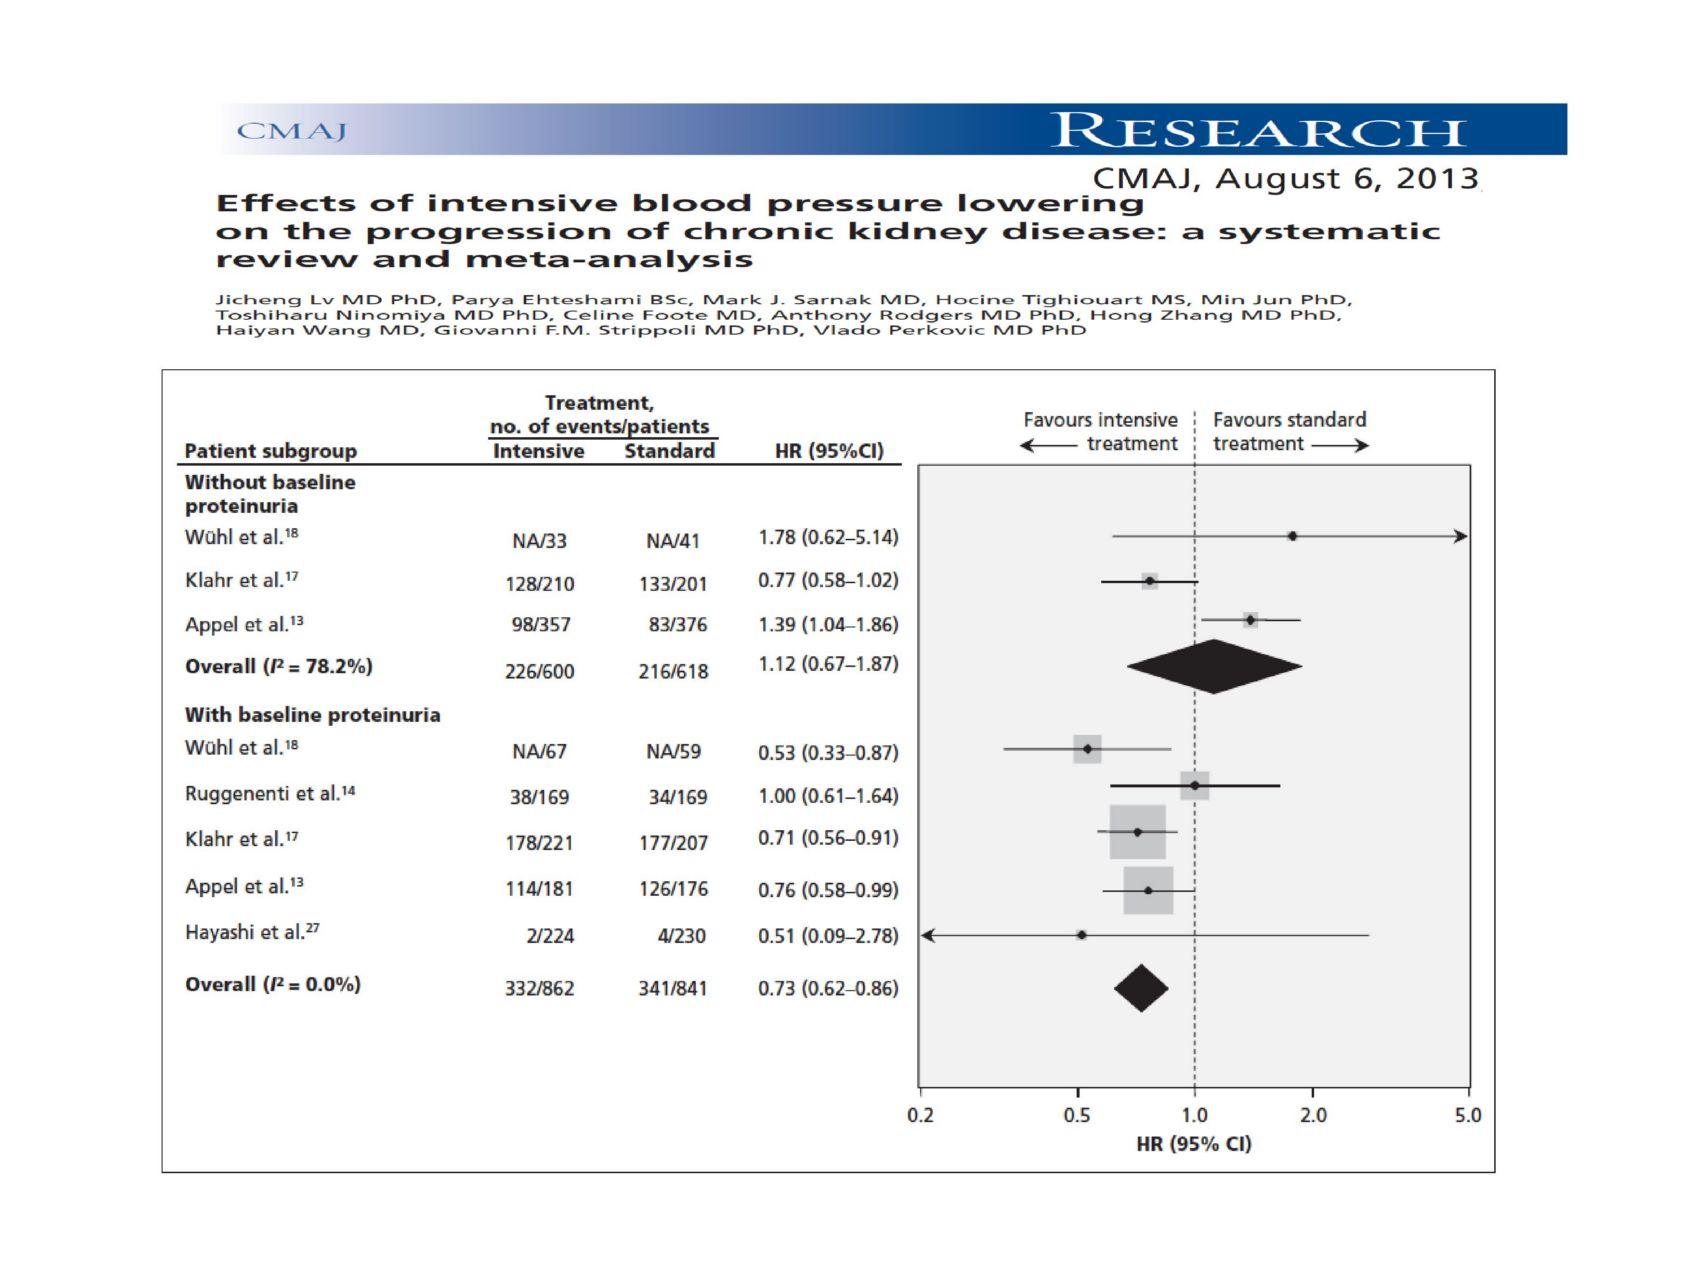 CMAJ
RESEARCH
CMAJ, August 6, 2013
Effects of intensive blood pressure lowering
on the progression of chronic kidney disease: a systematic
review and meta-analysis
Jicheng Lv MD PhD, Parya Ehteshami BSc, Mark J. Sarnak MD, Hocine Tighiouart MS, Min Jun PhD,
Toshiharu Ninomiya MD PhD, Celine Foote MD, Anthony Rodgers MD PhD, Hong Zhang MD PhD,
Haiyan Wang MD, Giovanni F.M. Strippoli MD PhD, Vlado Perkovic MD PhD
Treatment,
no. of events/patients
Patient subgroup Intensive Standard HR (95%CI)
Favours intensive treatment
Favours standard treatment
Without baseline
proteinuria
Wühl et al.18 NA/33 NA/41 1.78 (0.62–5.14)
Klahr et al.17 128/210 133/201 0.77 (0.58–1.02)
Appel et al.13 98/357 83/376 1.39 (1.04–1.86)
Overall (I² = 78.2%) 226/600 216/618 1.12 (0.67–1.87)
With baseline proteinuria
Wühl et al.18 NA/67 NA/59 0.53 (0.33–0.87)
Ruggenenti et al.14 38/169 34/169 1.00 (0.61–1.64)
Klahr et al.17 178/221 177/207 0.71 (0.56–0.91)
Appel et al.13 114/181 126/176 0.76 (0.58–0.99)
Hayashi et al.27 2/224 4/230 0.51 (0.09–2.78)
Overall (I² = 0.0%) 332/862 341/841 0.73 (0.62–0.86)
0.2 0.5 1.0 2.0 5.0
HR (95% CI)